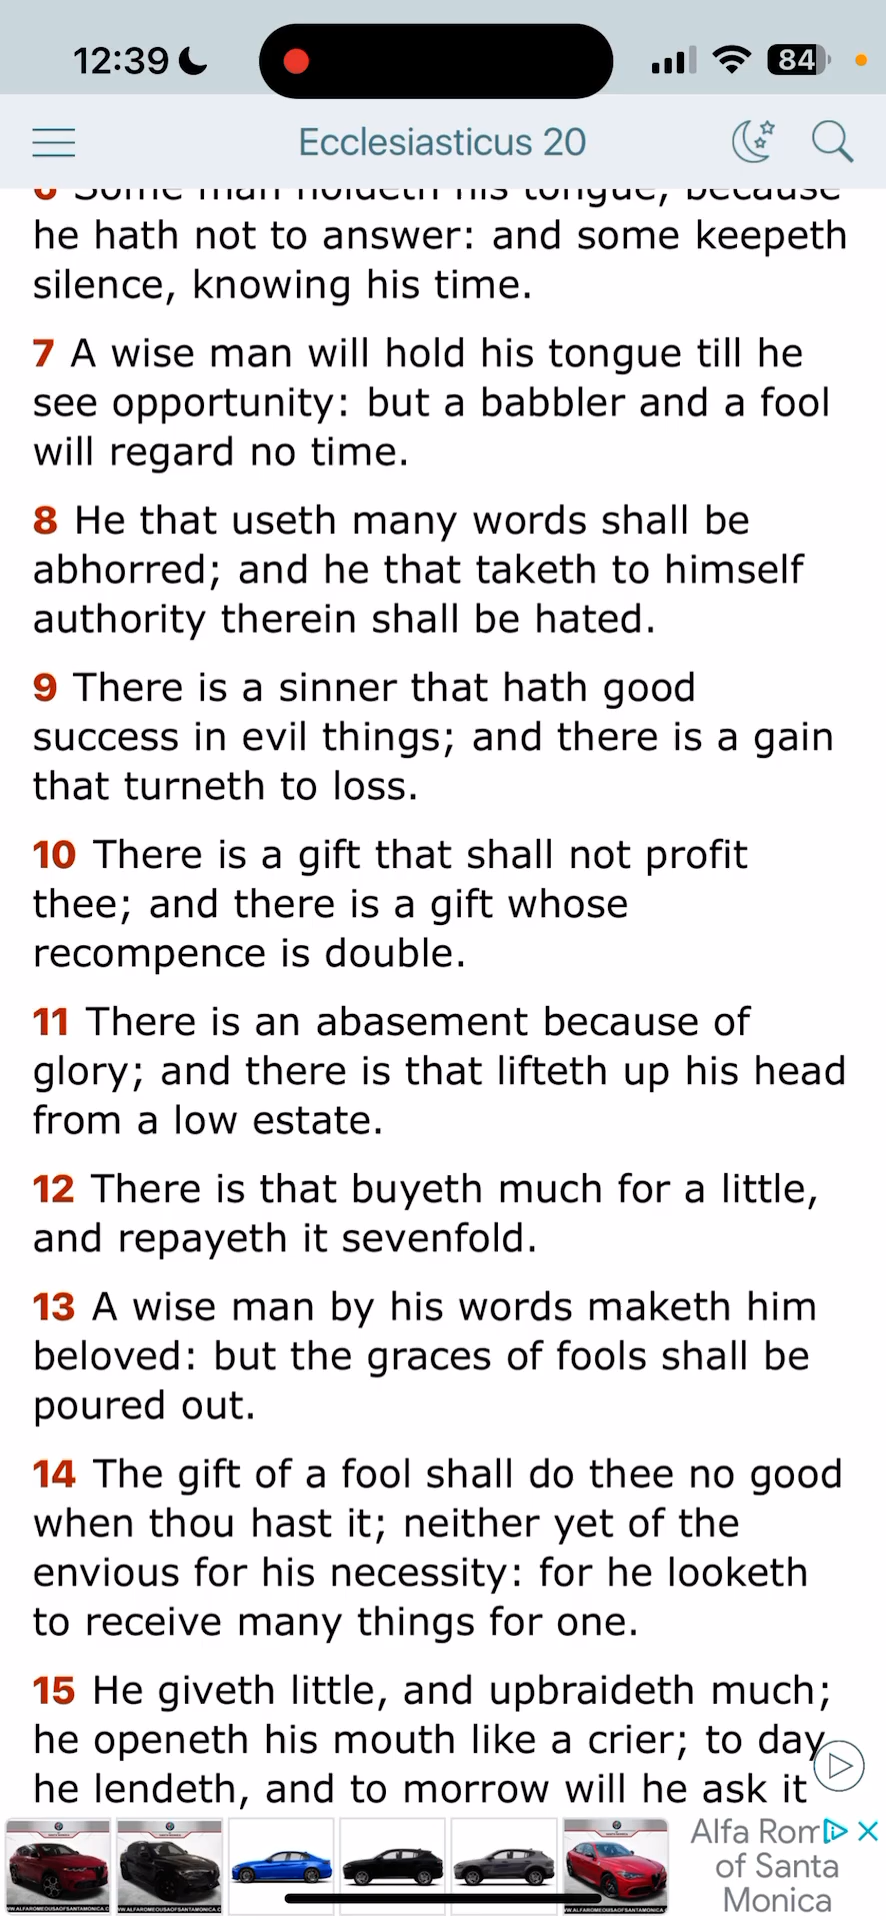 12:39
84
Ecclesiasticus 20
6 Some man holdeth his tongue, because
he hath not to answer: and some keepeth
silence, knowing his time.
7 A wise man will hold his tongue till he
see opportunity: but a babbler and a fool
will regard no time.
8 He that useth many words shall be
abhorred; and he that taketh to himself
authority therein shall be hated.
9 There is a sinner that hath good
success in evil things; and there is a gain
that turneth to loss.
10 There is a gift that shall not profit
thee; and there is a gift whose
recompence is double.
11 There is an abasement because of
glory; and there is that lifteth up his head
from a low estate.
12 There is that buyeth much for a little,
and repayeth it sevenfold.
13 A wise man by his words maketh him
beloved: but the graces of fools shall be
poured out.
14 The gift of a fool shall do thee no good
when thou hast it; neither yet of the
envious for his necessity: for he looketh
to receive many things for one.
15 He giveth little, and upbraideth much;
he openeth his mouth like a crier; to day
he lendeth, and to morrow will he ask it
Alfa Rom
of Santa
Monica